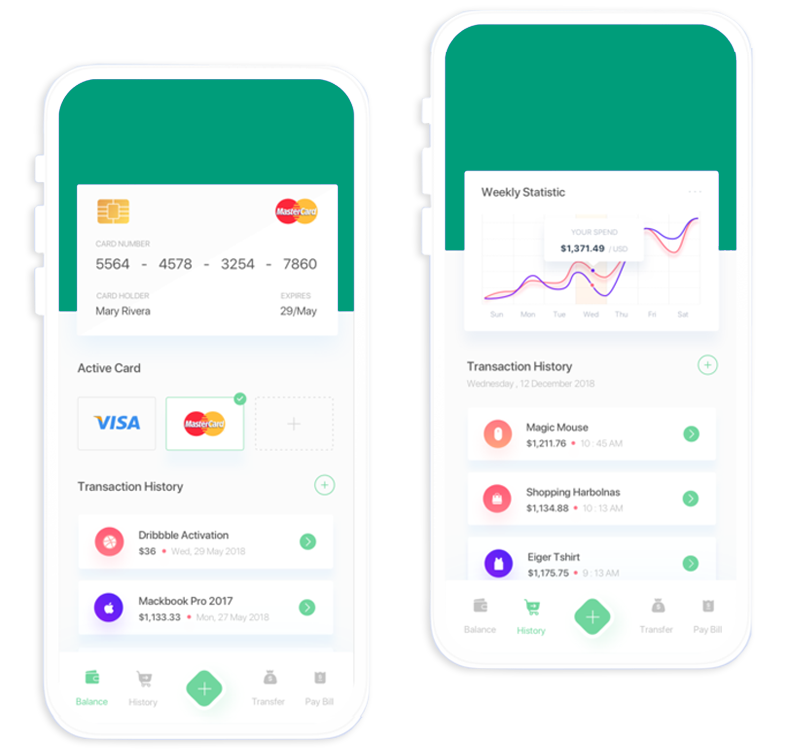 MasterCard
CARD NUMBER
5564 - 4578 - 3254 - 7860
CARD HOLDER EXPIRES
Mary Rivera 29/May
Active Card
VISA MasterCard
Transaction History
Dribbble Activation
$36 • Wed, 29 May 2018
Mackbook Pro 2017
$1,133.33 • Mon, 27 May 2018
Balance History Transfer Pay Bill
Weekly Statistic
YOUR SPEND
$1,371.49 / USD
Sun Mon Tue Wed Thu Fri Sat
Transaction History
Wednesday , 12 December 2018
Magic Mouse
$1,211.76 • 10 : 45 AM
Shopping Harbolnas
$1,134.88 • 10 : 13 AM
Eiger Tshirt
$1,175.75 • 9 : 13 AM
Balance History Transfer Pay Bill